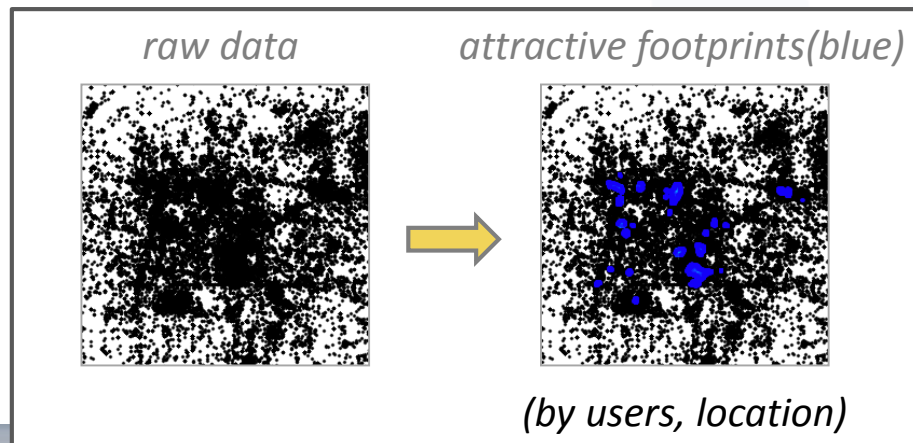 raw data
attractive footprints(blue)
(by users, location)